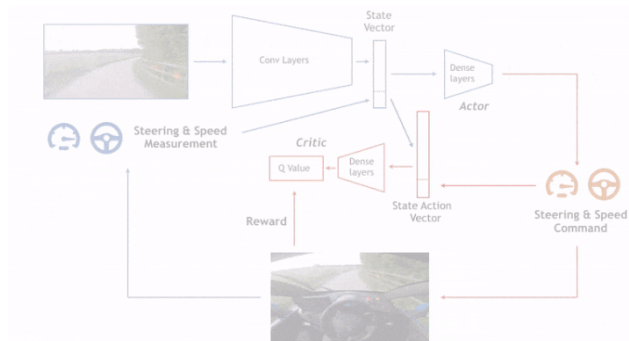 State
Vector
Conv Layers
Dense
layers
Actor
Steering & Speed
Measurement
Critic
Q Value
Dense
layers
State Action
Vector
Steering & Speed
Command
Reward